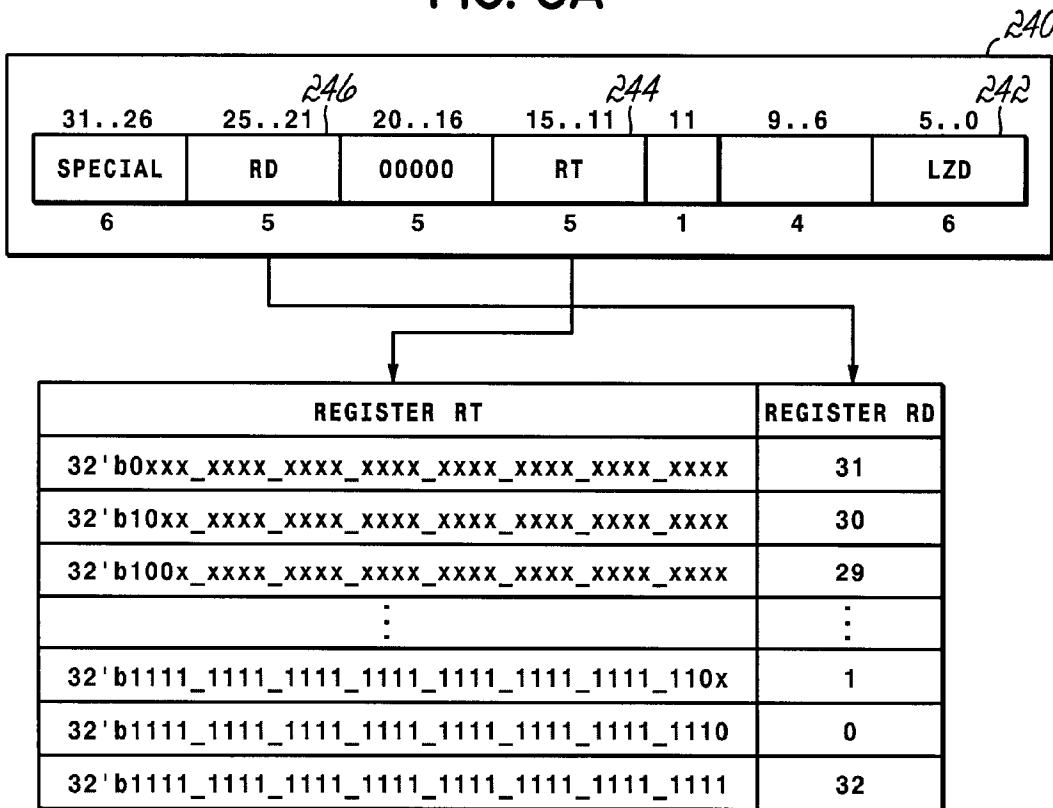 FIG. 6A
240
246 244 242
31..26 25..21 20..16 15..11 11 9..6 5..0
SPECIAL RD 00000 RT LZD
6 5 5 5 1 4 6
REGISTER RT REGISTER RD
32'b0xxx_xxxx_xxxx_xxxx_xxxx_xxxx_xxxx_xxxx 31
32'b10xx_xxxx_xxxx_xxxx_xxxx_xxxx_xxxx_xxxx 30
32'b100x_xxxx_xxxx_xxxx_xxxx_xxxx_xxxx_xxxx 29
32'b1111_1111_1111_1111_1111_1111_1111_110x 1
32'b1111_1111_1111_1111_1111_1111_1111_1110 0
32'b1111_1111_1111_1111_1111_1111_1111_1111 32